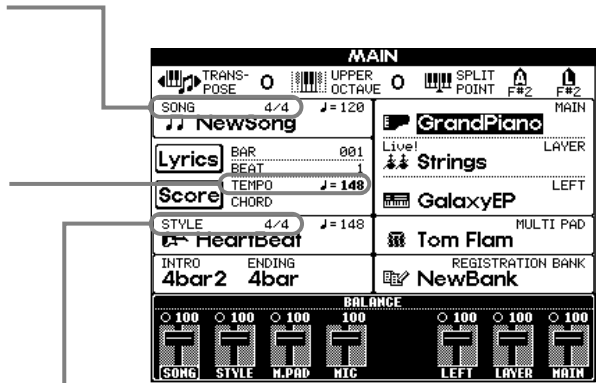 MAIN
TRANS-
POSE 0 UPPER
OCTAVE 0 SPLIT
POINT A
F#2 L
F#2
SONG 4/4 ♩=120
NewSong
MAIN
GrandPiano
Lyrics BAR 001
BEAT 1
Live! LAYER
Strings
Score TEMPO ♩=148
CHORD
LEFT
GalaxyEP
STYLE 4/4 ♩=148
HeartBeat
MULTI PAD
Tom Flam
INTRO ENDING
4bar2 4bar
REGISTRATION BANK
NewBank
BALANCE
100 100 100 100 100 100 100
SONG STYLE M.PAD MIC LEFT LAYER MAIN